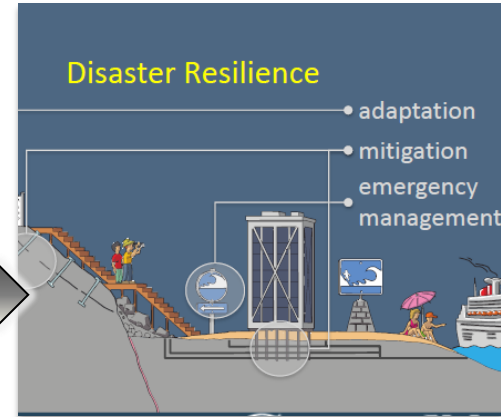 Disaster Resilience
adaptation
mitigation
emergency
management